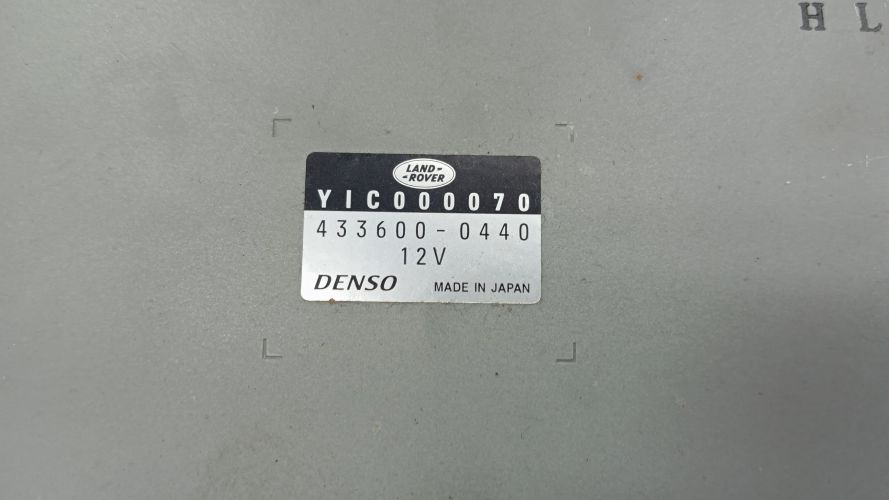 H L
LAND-
-ROVER
YIC000070
433600-0440
12V
DENSO MADE IN JAPAN